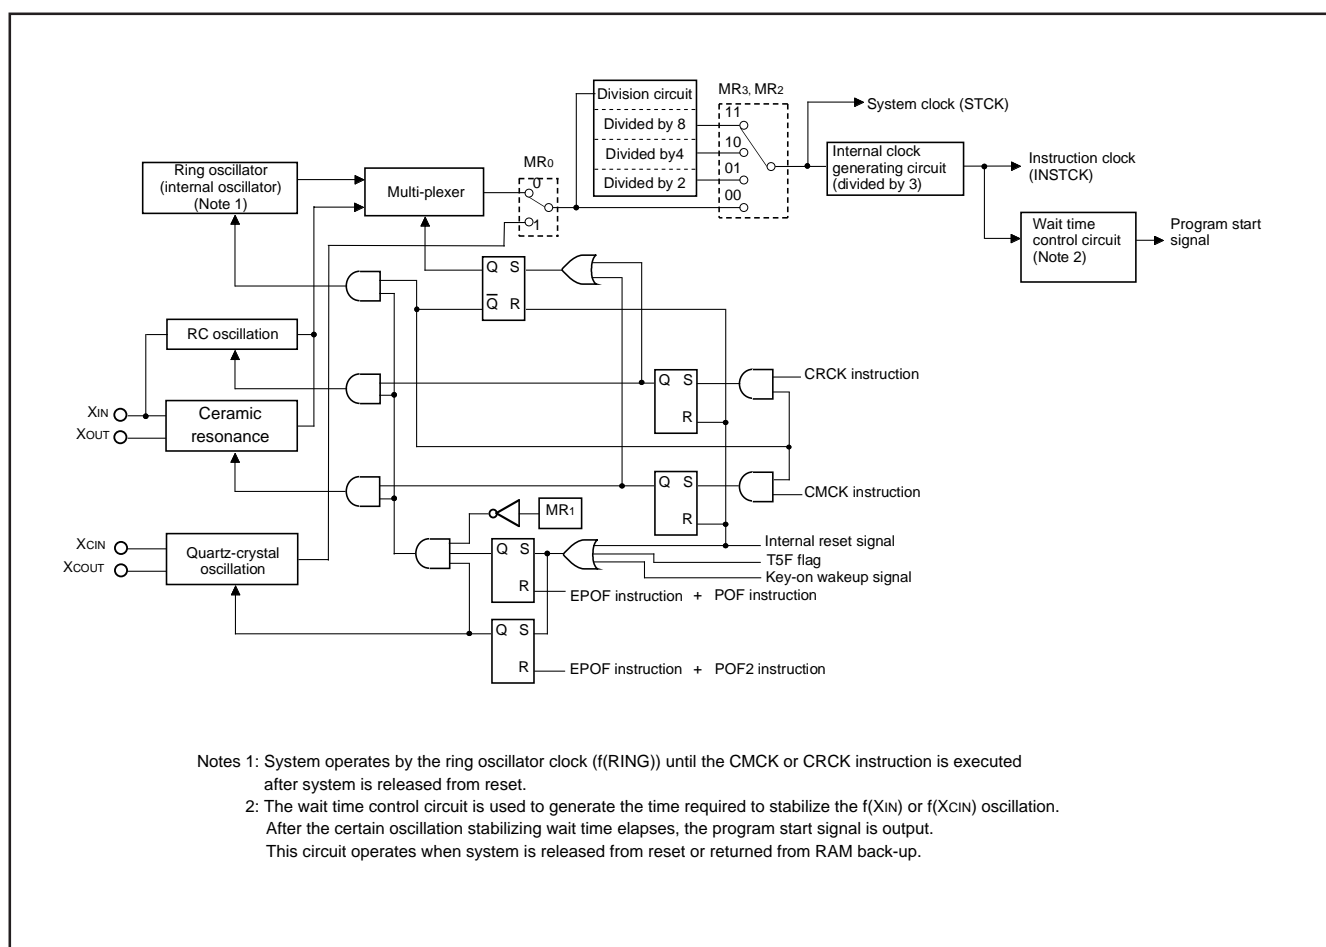 Division circuit
MR3, MR2
System clock (STCK)
11
Divided by 8
10
Divided by4
01
Divided by 2
00
Internal clock
generating circuit
(divided by 3)
Instruction clock
(INSTCK)
Ring oscillator
(internal oscillator)
(Note 1)
Multi-plexer
MR0
0
1
Wait time
control circuit
(Note 2)
Program start
signal
Q S
Q R
RC oscillation
Q S
R
CRCK instruction
XIN
XOUT
Ceramic
resonance
Q S
R
CMCK instruction
MR1
XCIN
XCOUT
Quartz-crystal
oscillation
Q S
R
Internal reset signal
T5F flag
Key-on wakeup signal
EPOF instruction + POF instruction
Q S
R
EPOF instruction + POF2 instruction
Notes 1: System operates by the ring oscillator clock (f(RING)) until the CMCK or CRCK instruction is executed
after system is released from reset.
2: The wait time control circuit is used to generate the time required to stabilize the f(XIN) or f(XCIN) oscillation.
After the certain oscillation stabilizing wait time elapses, the program start signal is output.
This circuit operates when system is released from reset or returned from RAM back-up.